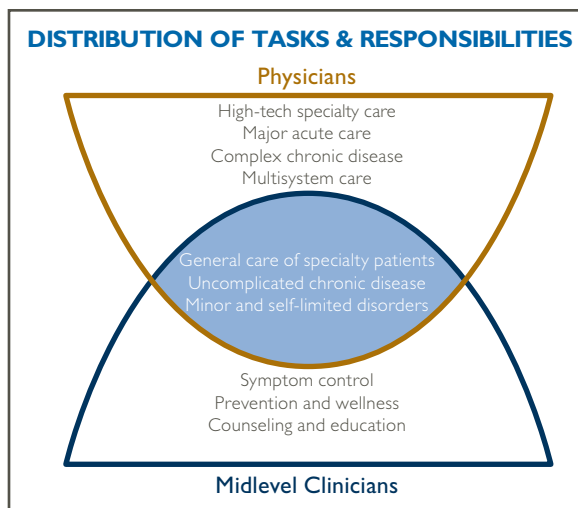 DISTRIBUTION OF TASKS & RESPONSIBILITIES
Physicians
High-tech specialty care
Major acute care
Complex chronic disease
Multisystem care
General care of specialty patients
Uncomplicated chronic disease
Minor and self-limited disorders
Symptom control
Prevention and wellness
Counseling and education
Midlevel Clinicians